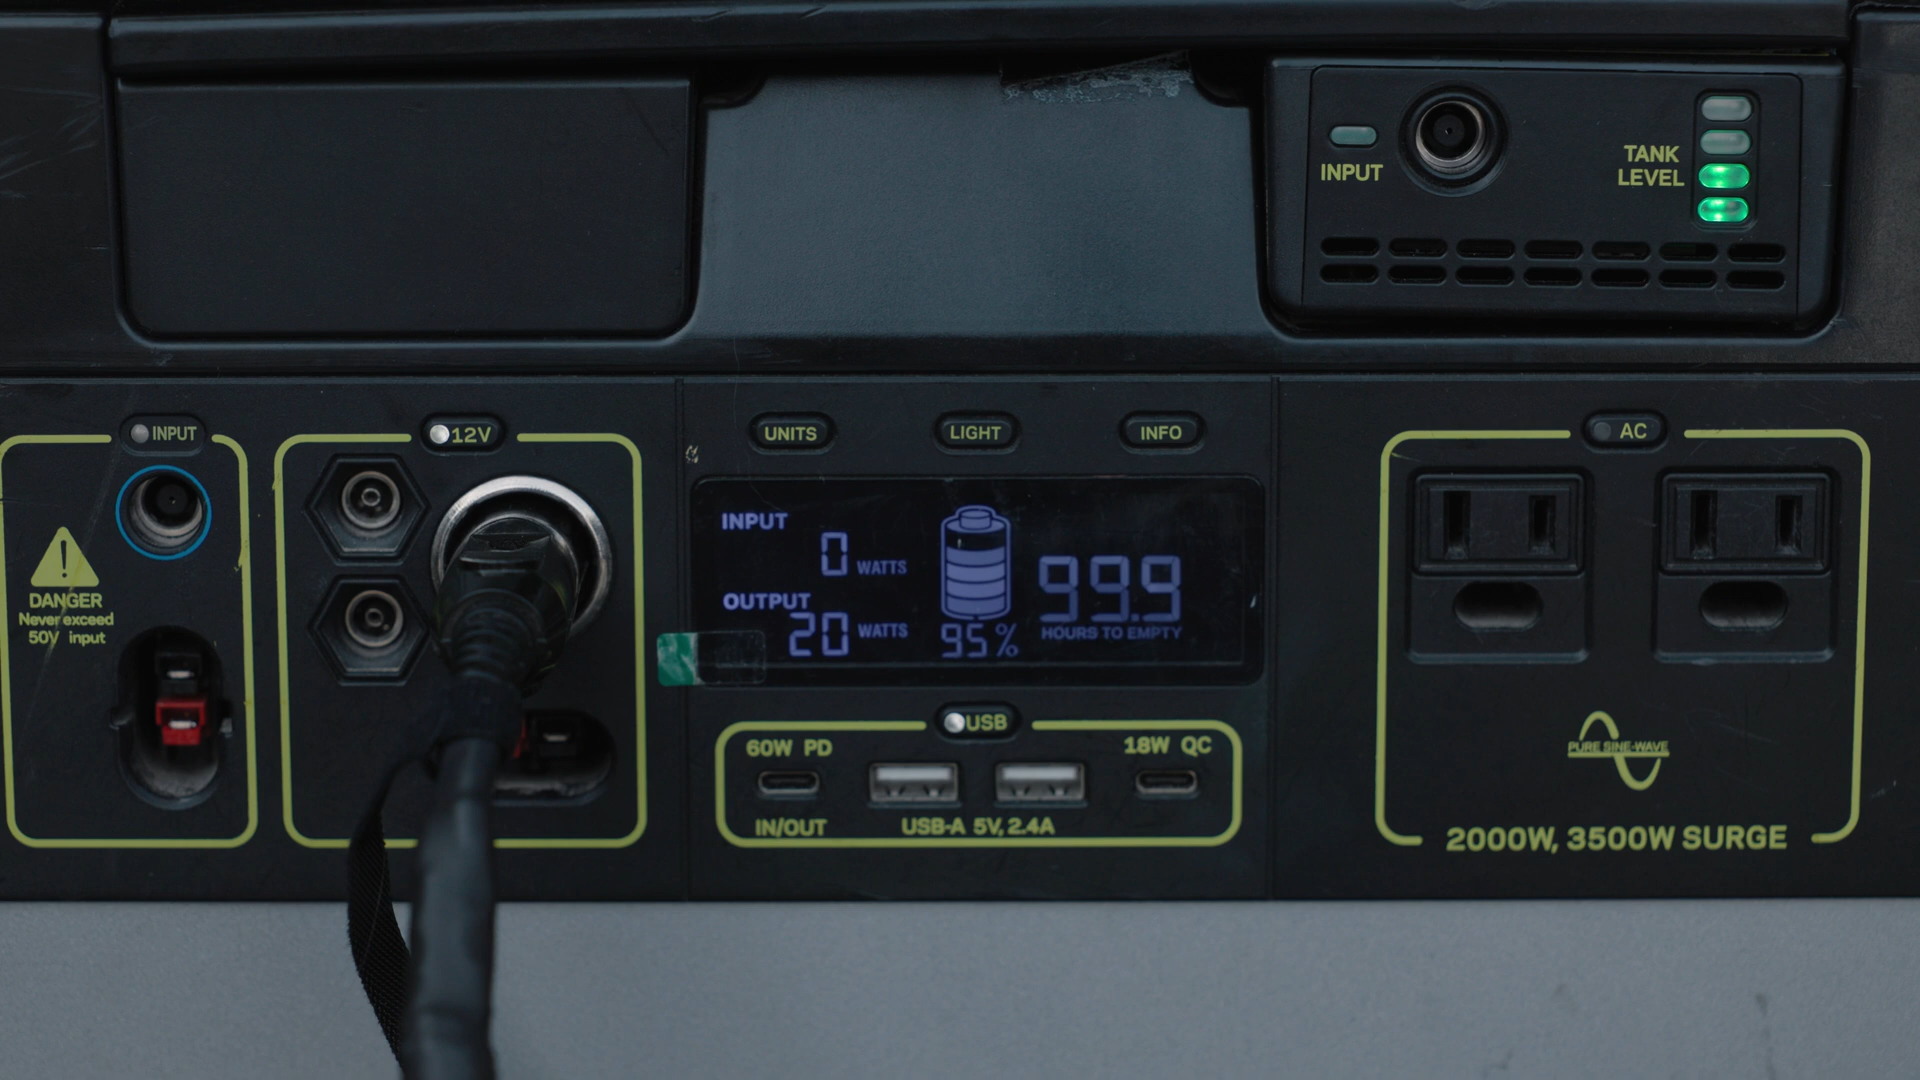 INPUT
TANK
LEVEL
INPUT
DANGER
Never exceed
50V input
12V
UNITS
LIGHT
INFO
INPUT
0 WATTS
OUTPUT
20 WATTS
95%
99.9
HOURS TO EMPTY
USB
60W PD
18W QC
IN/OUT
USB-A 5V, 2.4A
AC
PURE SINE-WAVE
2000W, 3500W SURGE